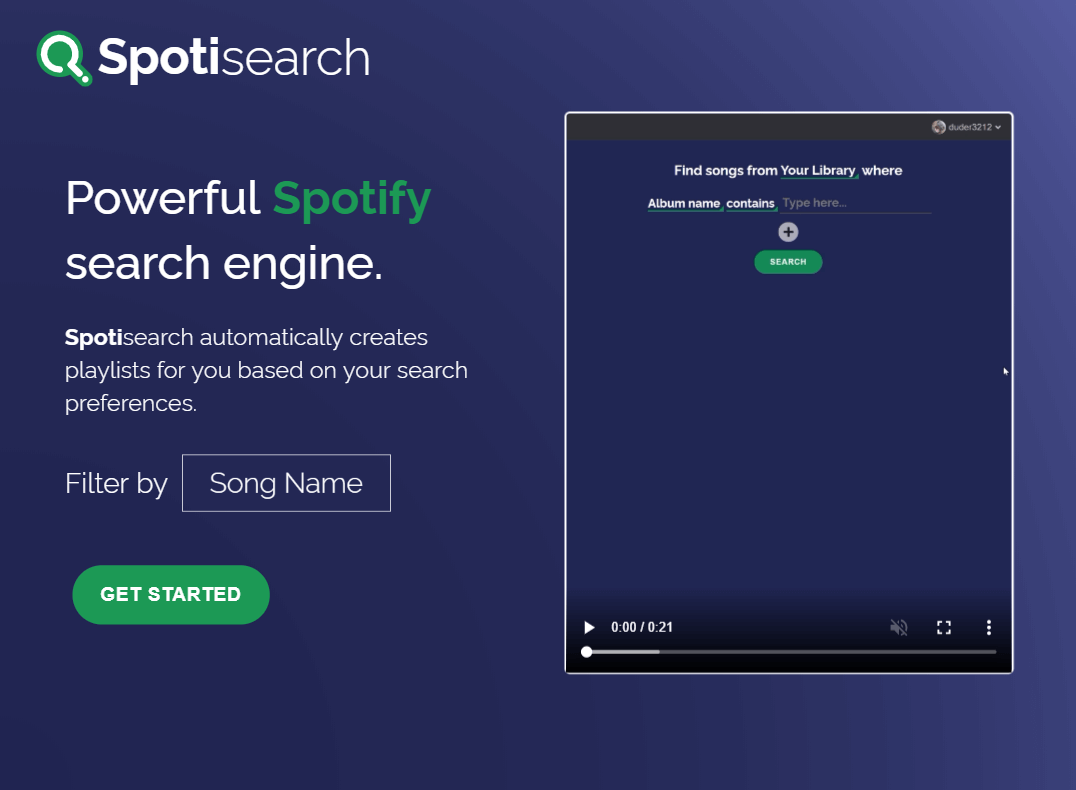 Spotisearch
Powerful Spotify
search engine.
Spotisearch automatically creates
playlists for you based on your search
preferences.
Filter by Song Name
GET STARTED
duder3212
Find songs from Your Library where
Album name contains Type here...
SEARCH
0:00 / 0:21